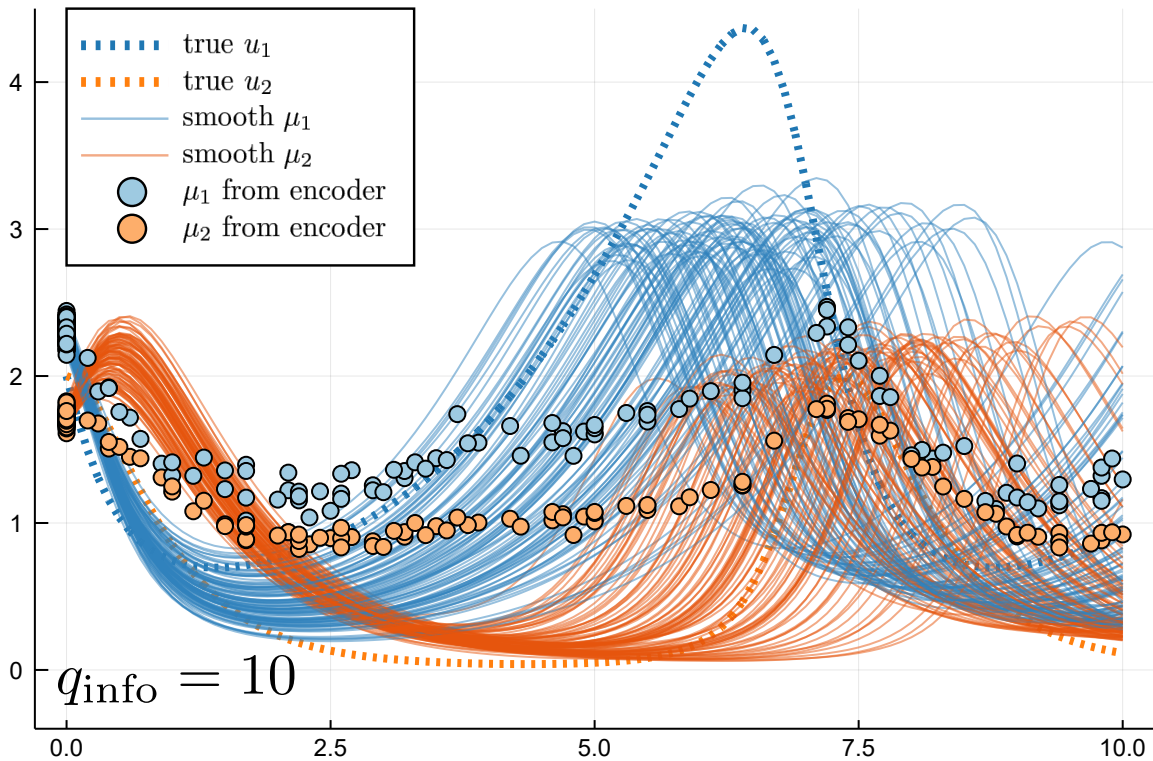 true u₁
true u₂
smooth μ₁
smooth μ₂
μ₁ from encoder
μ₂ from encoder
4
3
2
1
0
q_info = 10
0.0 2.5 5.0 7.5 10.0